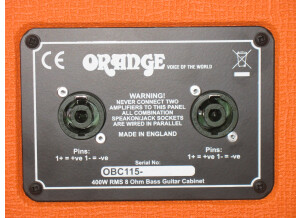 CE
ORANGE
VOICE OF THE WORLD
WARNING!
NEVER CONNECT TWO
AMPLIFIERS TO THIS PANEL
ALL COMBINATION
SPEAKON/JACK SOCKETS
ARE WIRED IN PARALLEL
MADE IN ENGLAND
Pins:
1+ = +ve 1- = -ve
Pins:
1+ = +ve 1- = -ve
Serial No:
OBC115-
400W RMS 8 Ohm Bass Guitar Cabinet